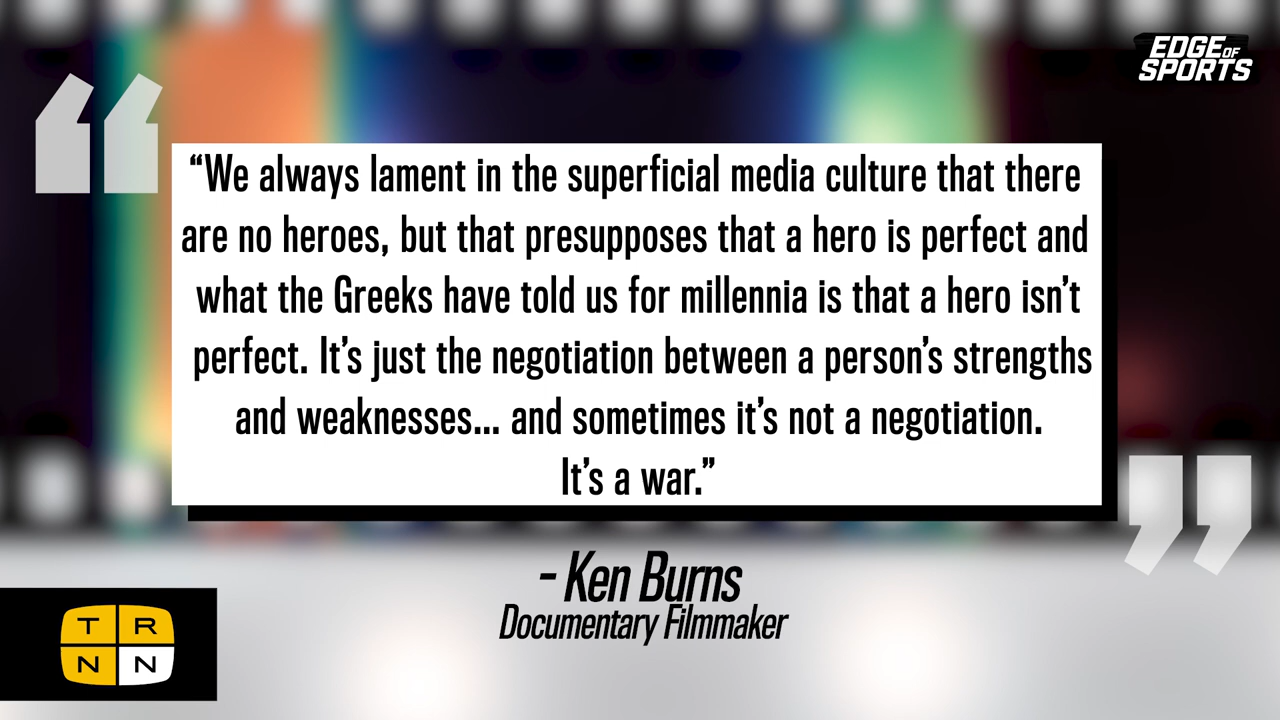 EDGE OF
SPORTS
“We always lament in the superficial media culture that there
are no heroes, but that presupposes that a hero is perfect and
what the Greeks have told us for millennia is that a hero isn’t
perfect. It’s just the negotiation between a person’s strengths
and weaknesses... and sometimes it’s not a negotiation.
It’s a war.”
- Ken Burns
Documentary Filmmaker
T R
N N